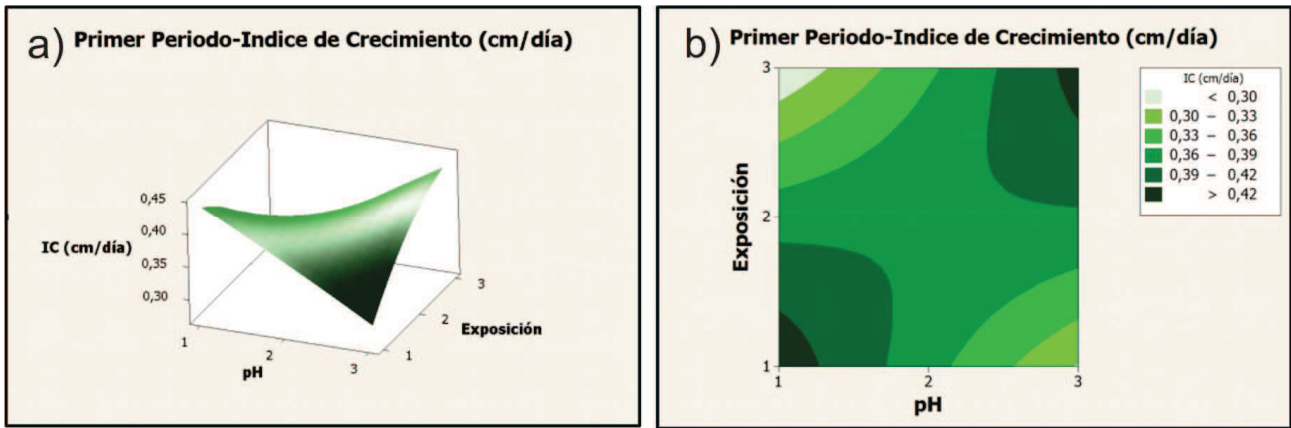 a) Primer Periodo-Indice de Crecimiento (cm/día)
0,45
0,40
IC (cm/día)
0,35
0,30
3
2
Exposición
1
1
2
3
pH
b) Primer Periodo-Indice de Crecimiento (cm/día)
3
2
1
Exposición
1
2
3
pH
IC (cm/día)
< 0,30
0,30 – 0,33
0,33 – 0,36
0,36 – 0,39
0,39 – 0,42
> 0,42